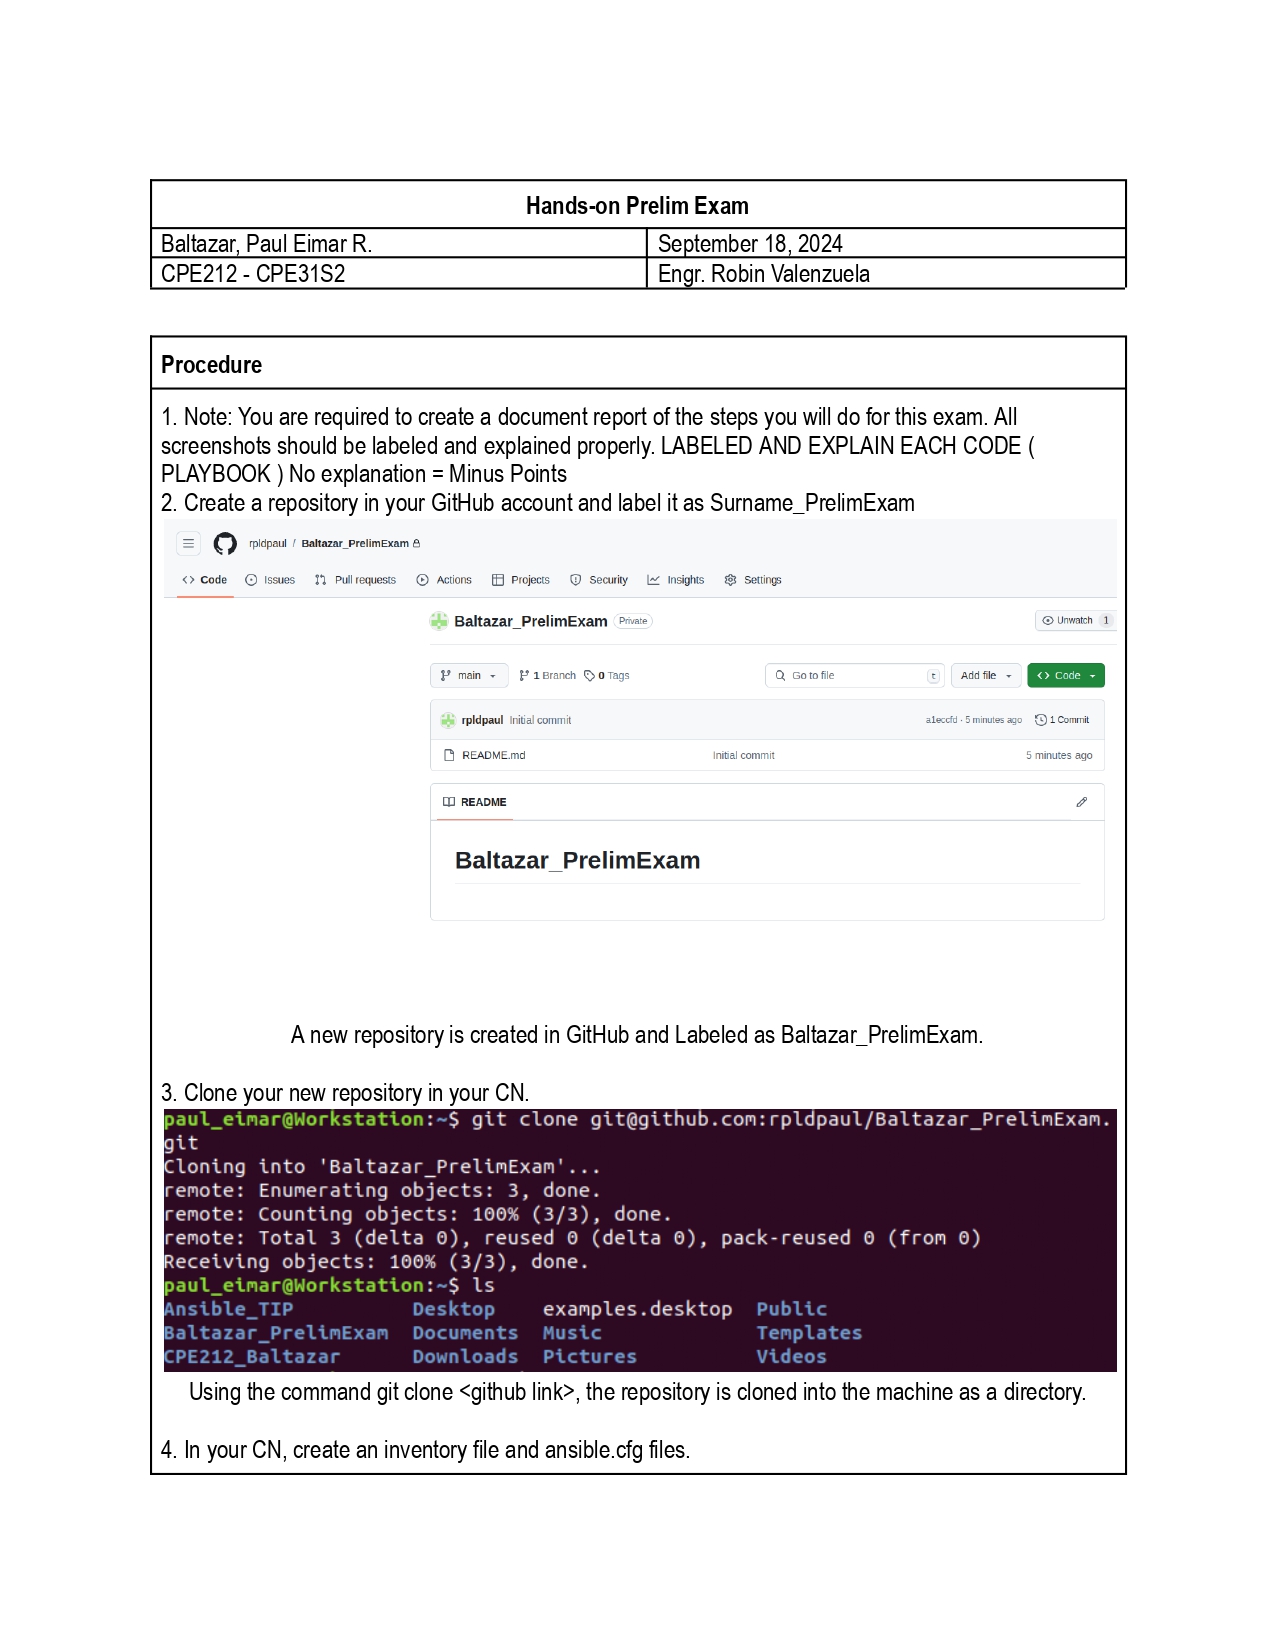 Hands-on Prelim Exam
Baltazar, Paul Eimar R.
September 18, 2024
CPE212 - CPE31S2
Engr. Robin Valenzuela
Procedure
1. Note: You are required to create a document report of the steps you will do for this exam. All
screenshots should be labeled and explained properly. LABELED AND EXPLAIN EACH CODE (
PLAYBOOK ) No explanation = Minus Points
2. Create a repository in your GitHub account and label it as Surname_PrelimExam
rpldpaul / Baltazar_PrelimExam
Code Issues Pull requests Actions Projects Security Insights Settings
Baltazar_PrelimExam Private Unwatch 1
main 1 Branch 0 Tags Go to file t Add file Code
rpldpaul Initial commit a1eccfd · 5 minutes ago 1 Commit
README.md Initial commit 5 minutes ago
README
Baltazar_PrelimExam
A new repository is created in GitHub and Labeled as Baltazar_PrelimExam.
3. Clone your new repository in your CN.
paul_eimar@Workstation:~$ git clone git@github.com:rpldpaul/Baltazar_PrelimExam.
git
Cloning into 'Baltazar_PrelimExam'...
remote: Enumerating objects: 3, done.
remote: Counting objects: 100% (3/3), done.
remote: Total 3 (delta 0), reused 0 (delta 0), pack-reused 0 (from 0)
Receiving objects: 100% (3/3), done.
paul_eimar@Workstation:~$ ls
Ansible_TIP Desktop examples.desktop Public
Baltazar_PrelimExam Documents Music Templates
CPE212_Baltazar Downloads Pictures Videos
Using the command git clone <github link>, the repository is cloned into the machine as a directory.
4. In your CN, create an inventory file and ansible.cfg files.